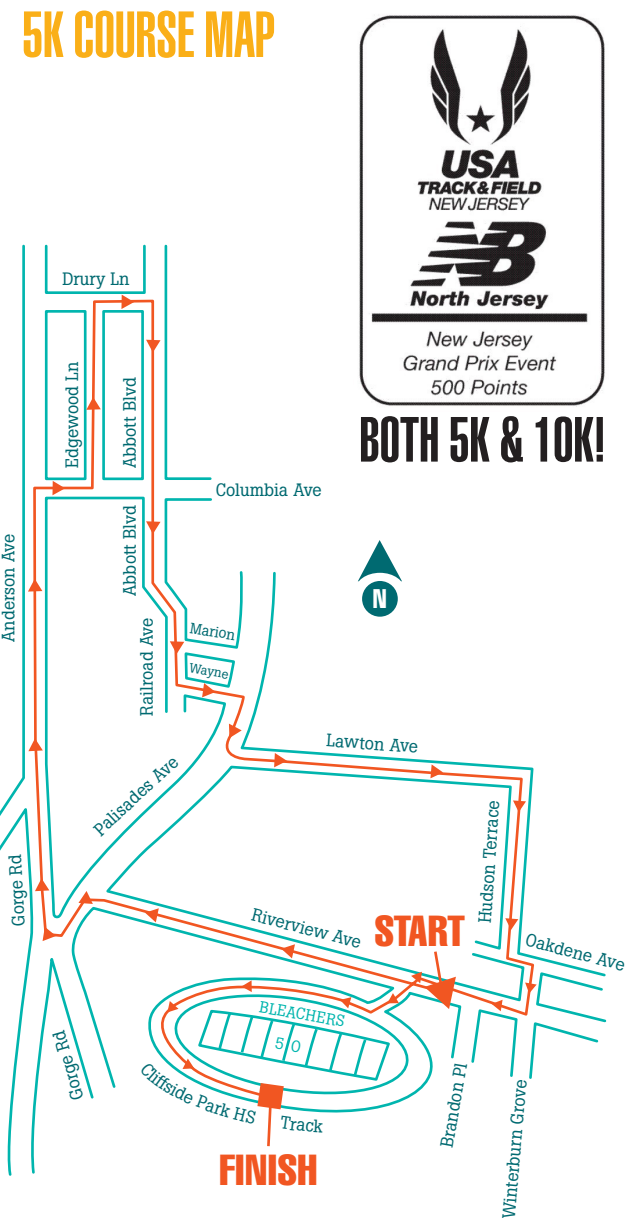 5K COURSE MAP
USA
TRACK&FIELD
NEW JERSEY
NB
North Jersey
New Jersey
Grand Prix Event
500 Points
BOTH 5K & 10K!
Drury Ln
Edgewood Ln
Abbott Blvd
Columbia Ave
Abbott Blvd
Anderson Ave
N
Marion
Railroad Ave
Wayne
Lawton Ave
Palisades Ave
Hudson Terrace
Gorge Rd
Riverview Ave
START
Oakdene Ave
BLEACHERS
50
Gorge Rd
Cliffside Park HS Track
Brandon Pl
Winterburn Grove
FINISH